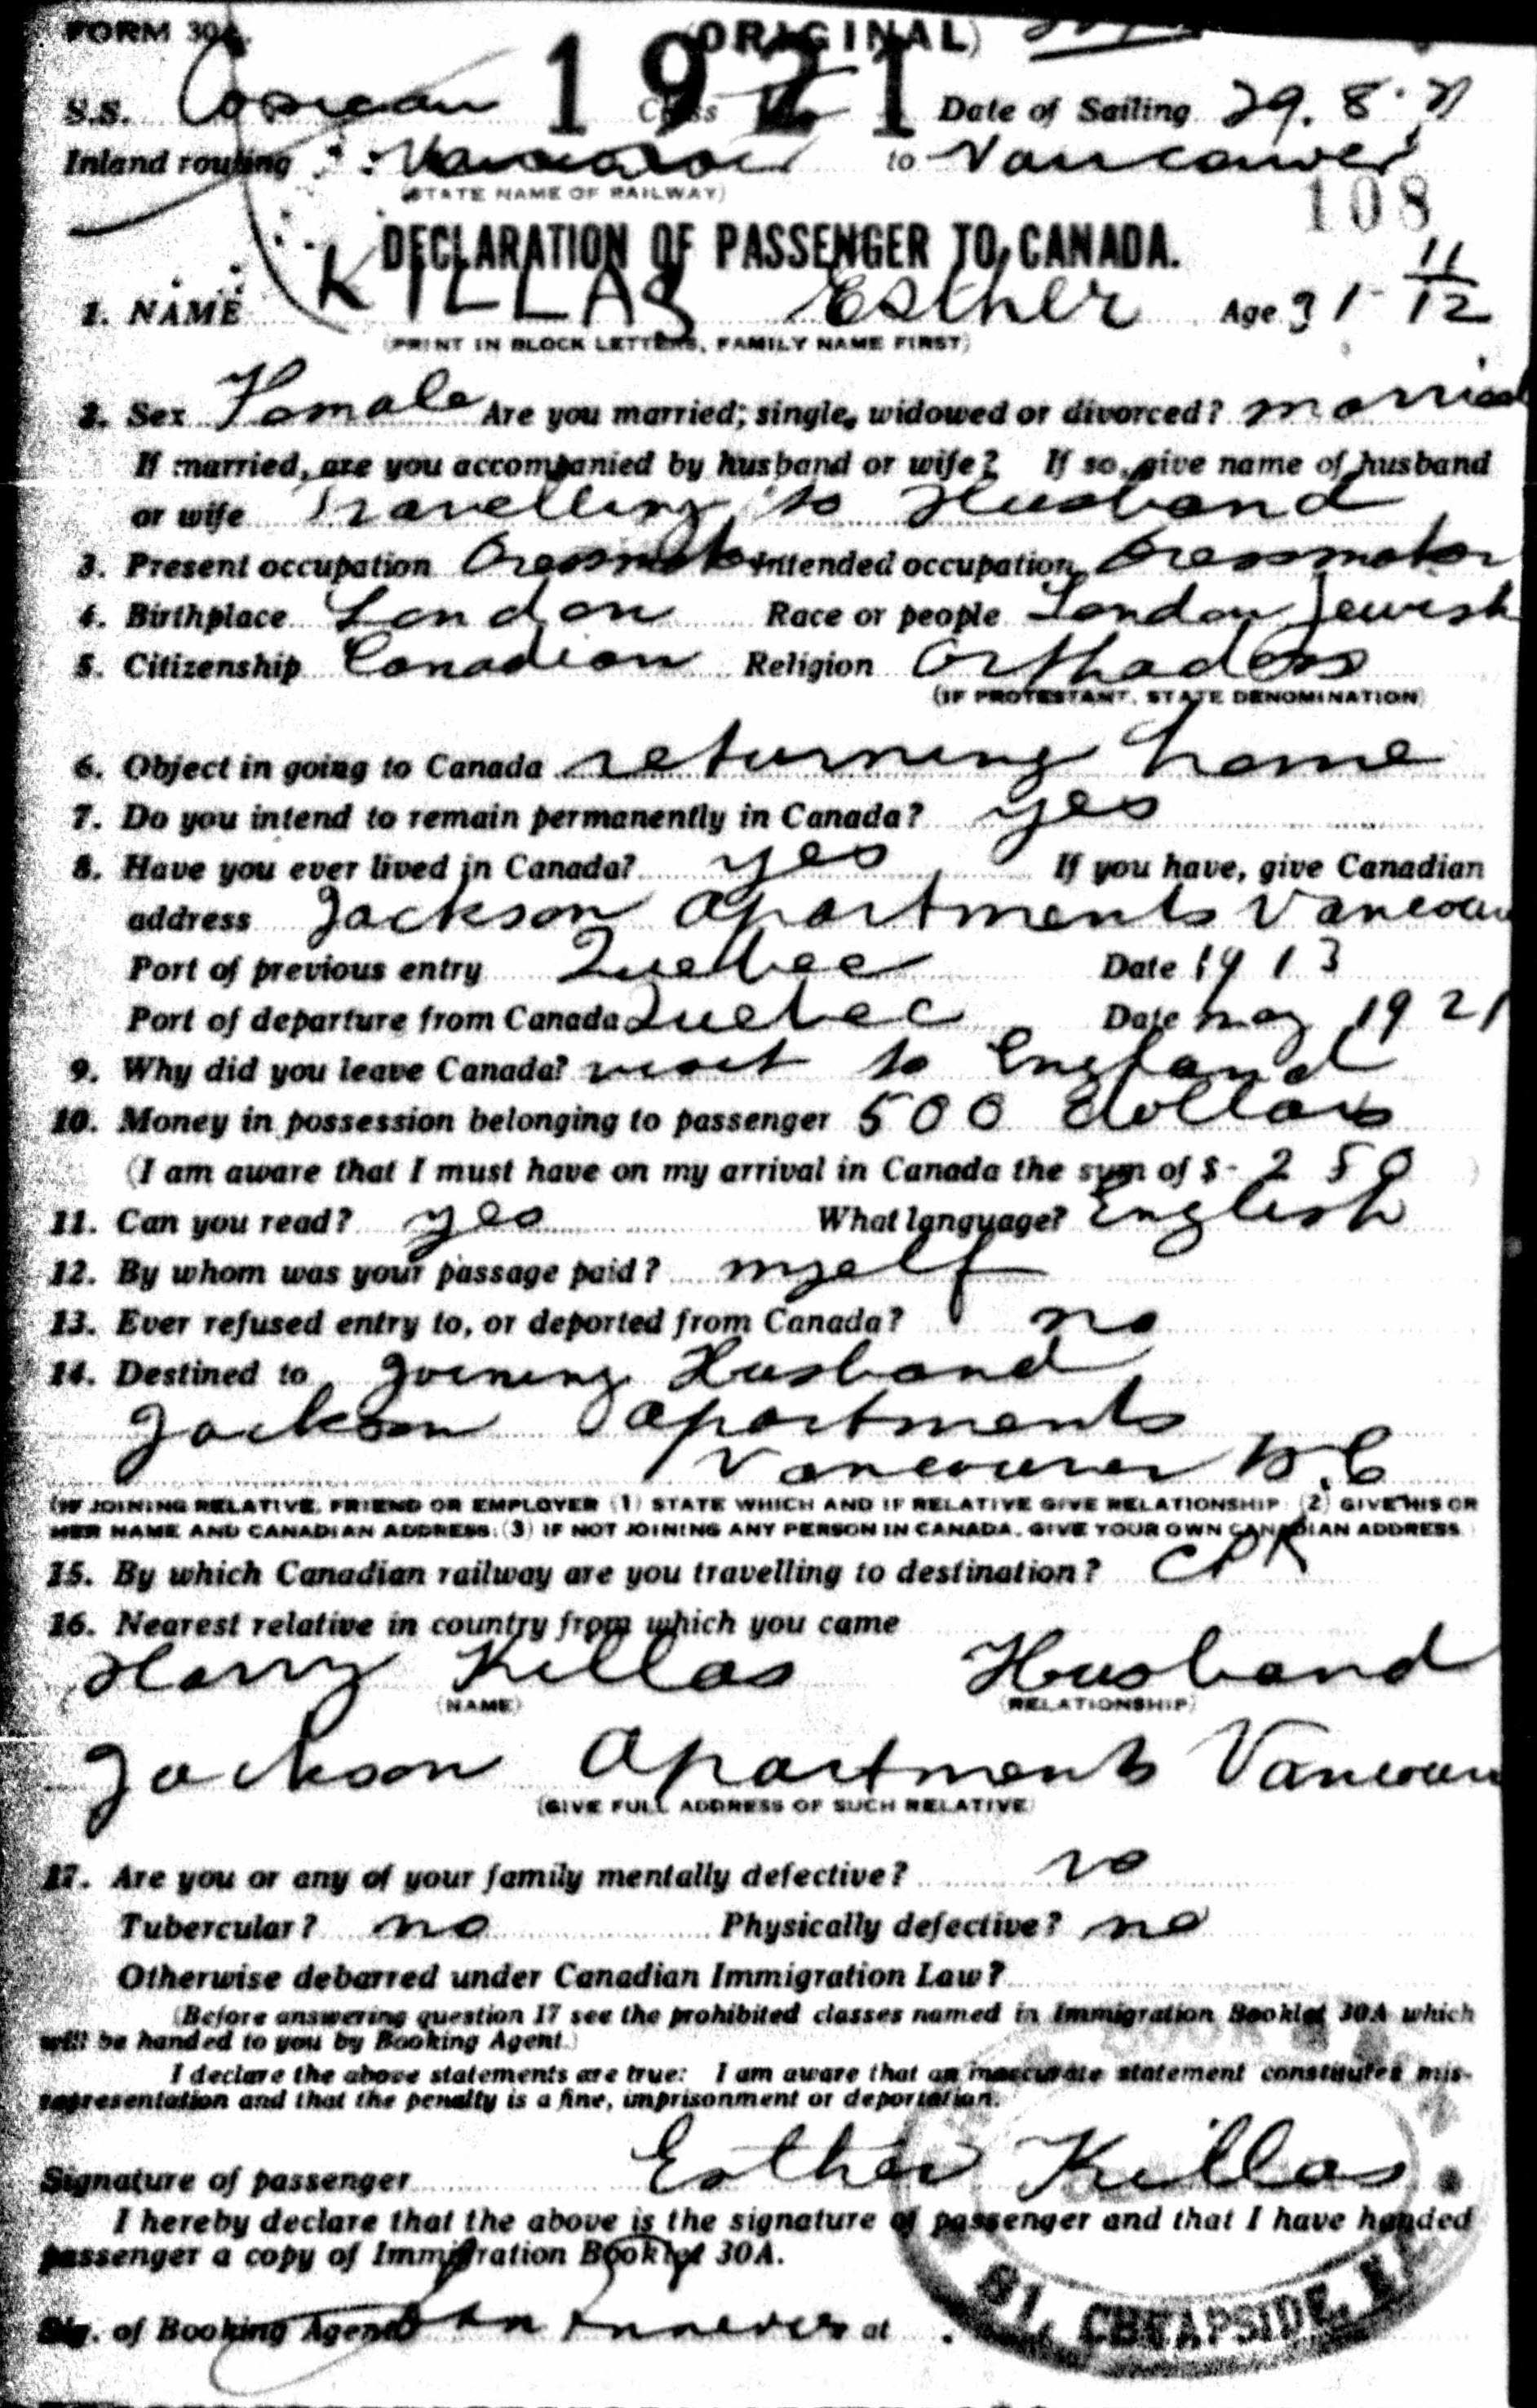 FORM 30A. (ORIGINAL)
1921
S.S. Corsican Class Date of Sailing 29. 8. 21
Inland routing Vancouver to Vancouver
(STATE NAME OF RAILWAY)
108
DECLARATION OF PASSENGER TO CANADA.
1. NAME KILLAS Esther Age 31 11/12
(PRINT IN BLOCK LETTERS, FAMILY NAME FIRST)
2. Sex Female Are you married; single, widowed or divorced? married
If married, are you accompanied by husband or wife? If so, give name of husband
or wife Travelling to Husband
3. Present occupation Dressmaker Intended occupation Dressmaker
4. Birthplace London Race or people London Jewish
5. Citizenship Canadian Religion Orthadoss
(IF PROTESTANT, STATE DENOMINATION)
6. Object in going to Canada returning home
7. Do you intend to remain permanently in Canada? yes
8. Have you ever lived in Canada? yes If you have, give Canadian
address Jackson Apartments Vancouv
Port of previous entry Quebec Date 1913
Port of departure from Canada Quebec Date may 1921
9. Why did you leave Canada? visit to England
10. Money in possession belonging to passenger 500 dollars
(I am aware that I must have on my arrival in Canada the sum of $- 250 )
11. Can you read? yes What language? English
12. By whom was your passage paid? myself
13. Ever refused entry to, or deported from Canada? no
14. Destined to joining Husband
Jackson Apartments
Vancouver B.C
(IF JOINING RELATIVE, FRIEND OR EMPLOYER (1) STATE WHICH AND IF RELATIVE GIVE RELATIONSHIP (2) GIVE HIS OR
HER NAME AND CANADIAN ADDRESS. (3) IF NOT JOINING ANY PERSON IN CANADA, GIVE YOUR OWN CANADIAN ADDRESS
15. By which Canadian railway are you travelling to destination? CPR
16. Nearest relative in country from which you came
Harry Killas Husband
(NAME) (RELATIONSHIP)
Jackson Apartments Vancouv
(GIVE FULL ADDRESS OF SUCH RELATIVE)
17. Are you or any of your family mentally defective? no
Tubercular? no Physically defective? no
Otherwise debarred under Canadian Immigration Law?
(Before answering question 17 see the prohibited classes named in Immigration Booklet 30A which
will be handed to you by Booking Agent.)
I declare the above statements are true: I am aware that an inaccurate statement constitutes mis-
representation and that the penalty is a fine, imprisonment or deportation.
Signature of passenger Esther Killas
I hereby declare that the above is the signature of passenger and that I have handed
passenger a copy of Immigration Booklet 30A.
Sig. of Booking Agent at
81, CHEAPSIDE, E.